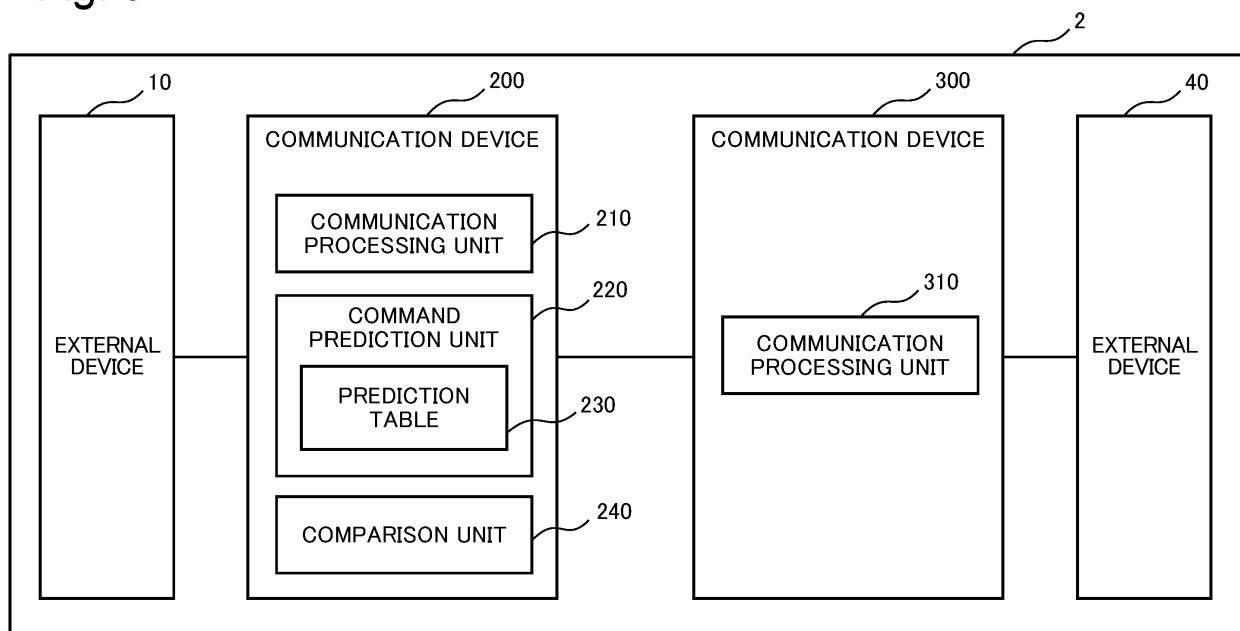 2
10
200
300
40
COMMUNICATION DEVICE
COMMUNICATION DEVICE
COMMUNICATION
PROCESSING UNIT
210
COMMAND
PREDICTION UNIT
220
PREDICTION
TABLE
230
COMPARISON UNIT
240
EXTERNAL
DEVICE
310
COMMUNICATION
PROCESSING UNIT
EXTERNAL
DEVICE